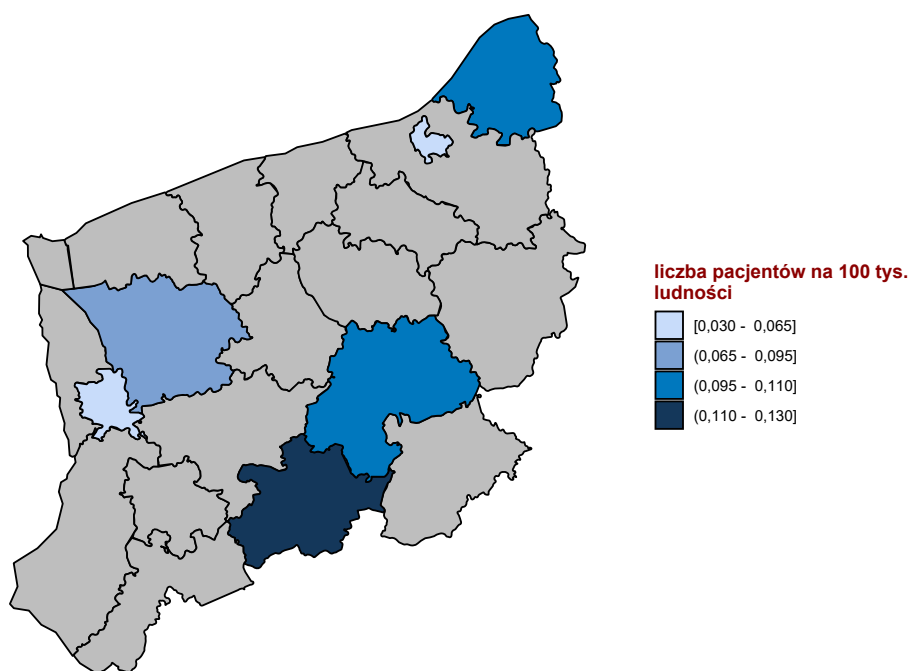 liczba pacjentów na 100 tys.
ludności
[0,030 - 0,065]
(0,065 - 0,095]
(0,095 - 0,110]
(0,110 - 0,130]